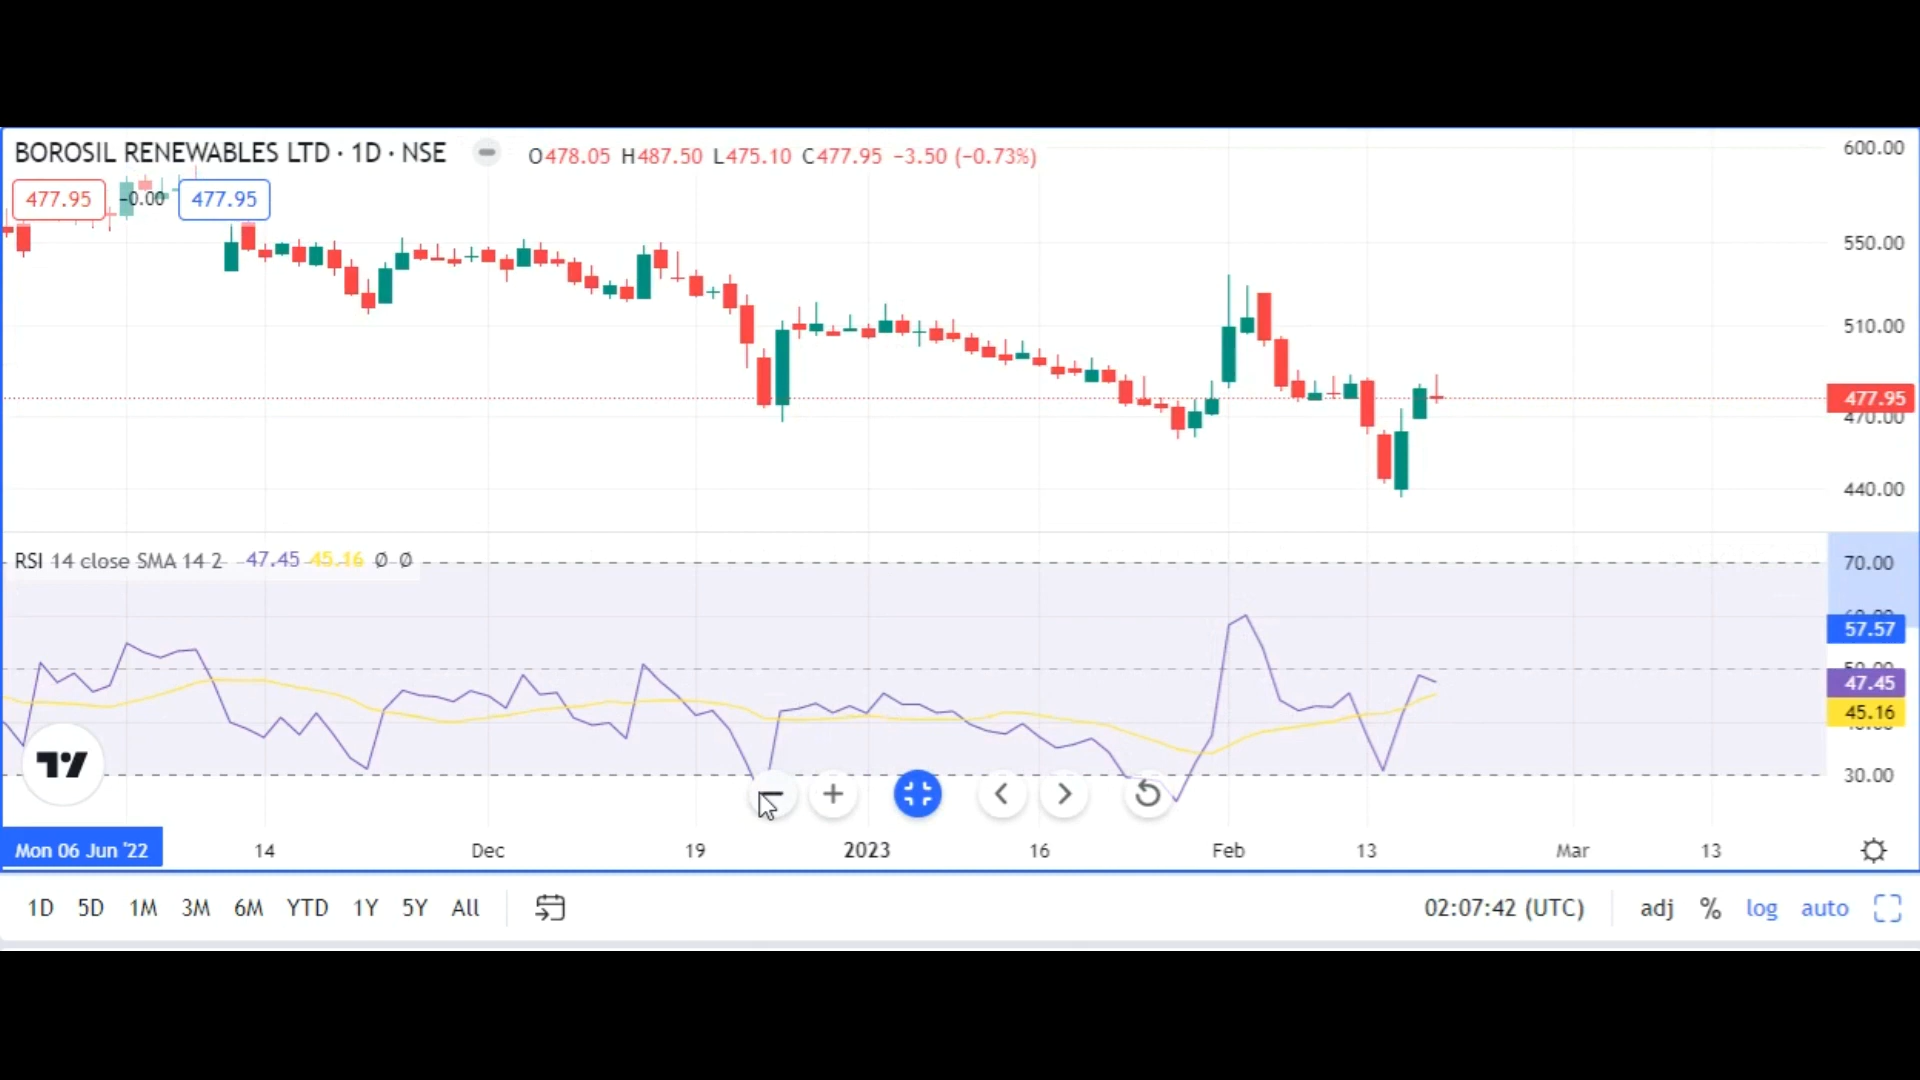 BOROSIL RENEWABLES LTD · 1D · NSE O478.05 H487.50 L475.10 C477.95 −3.50 (−0.73%)
477.95 −0.00 477.95
600.00
550.00
510.00
477.95
470.00
440.00
RSI 14 close SMA 14 2 47.45 45.16 Ø Ø
70.00
57.57
50.00
47.45
45.16
30.00
Mon 06 Jun '22 14 Dec 19 2023 16 Feb 13 Mar 13
1D 5D 1M 3M 6M YTD 1Y 5Y All 02:07:42 (UTC) adj % log auto